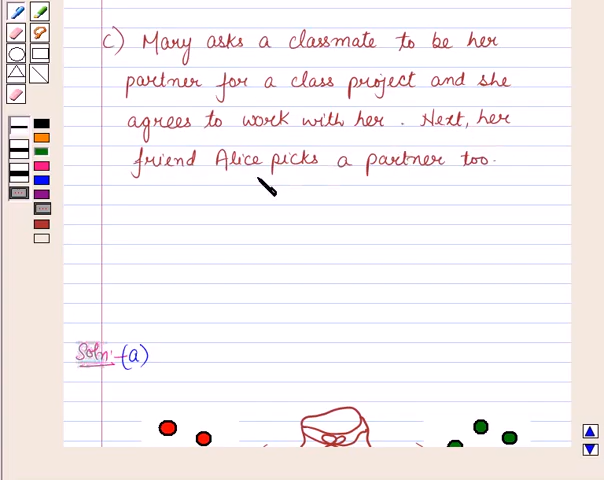 c) Mary asks a classmate to be her
partner for a class project and she
agrees to work with her. Next, her
friend Alice picks a partner too.
Soln:- (a)